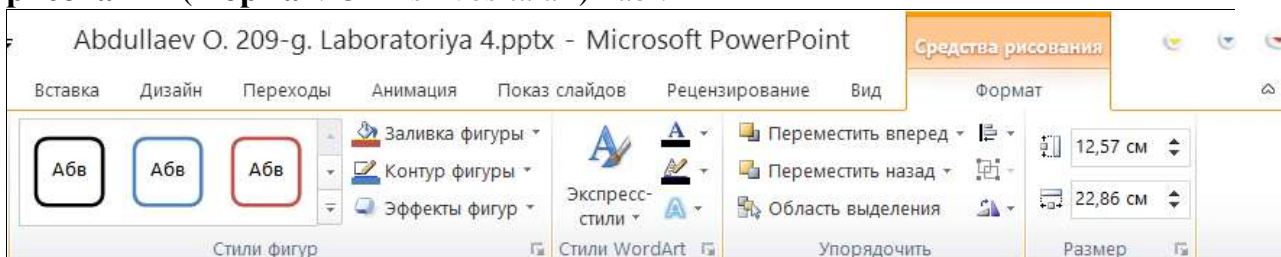 Abdullaev O. 209-g. Laboratoriya 4.pptx - Microsoft PowerPoint
Средства рисования
Вставка Дизайн Переходы Анимация Показ слайдов Рецензирование Вид Формат
Абв Абв Абв
Заливка фигуры
Контур фигуры
Эффекты фигур
Экспресс-
стили
Переместить вперед
Переместить назад
Область выделения
12,57 см
22,86 см
Стили фигур Стили WordArt Упорядочить Размер